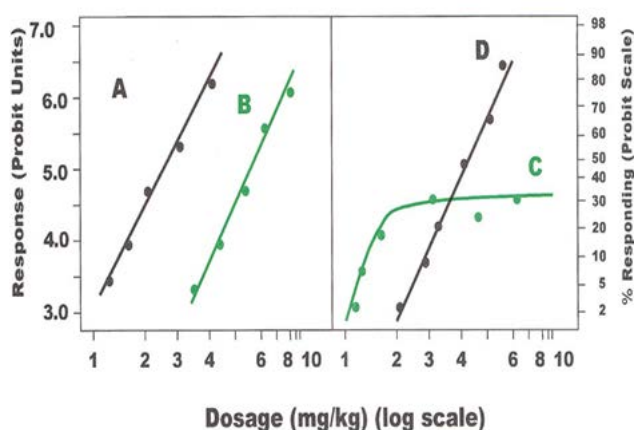 Response (Probit Units)
7.0
6.0
5.0
4.0
3.0
A
B
1 2 3 4 6 8 10
D
C
1 2 3 4 6 8 10
98
90
80
70
60
50
40
30
20
10
5
2
% Responding (Probit Scale)
Dosage (mg/kg) (log scale)